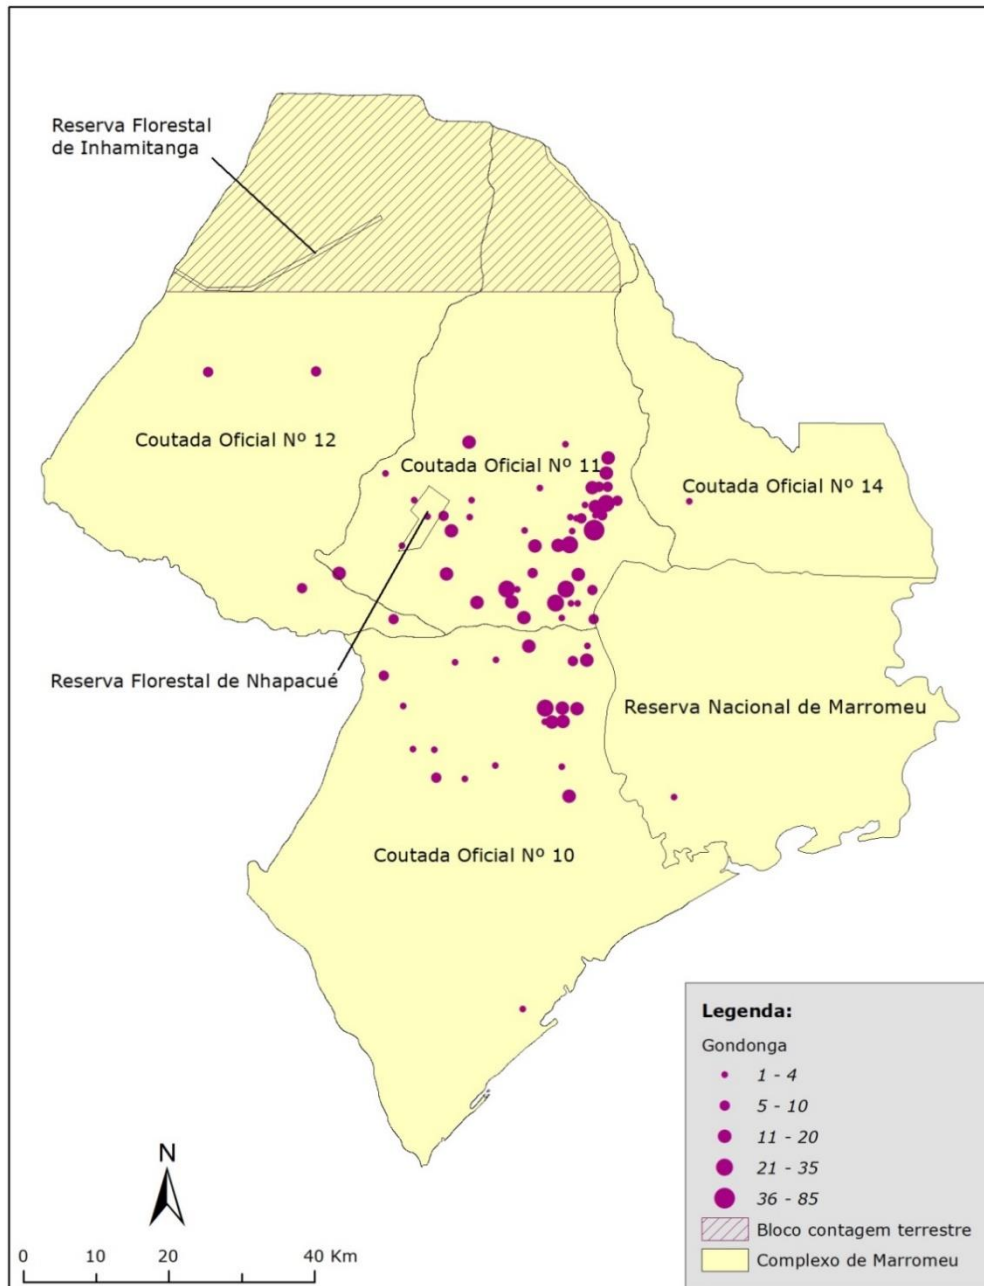 Reserva Florestal
de Inhamitanga
Coutada Oficial Nº 12
Coutada Oficial Nº 11
Coutada Oficial Nº 14
Reserva Florestal de Nhapacué
Reserva Nacional de Marromeu
Coutada Oficial Nº 10
Legenda:
Gondonga
1 - 4
5 - 10
11 - 20
21 - 35
36 - 85
Bloco contagem terrestre
Complexo de Marromeu
N
0 10 20 40 Km